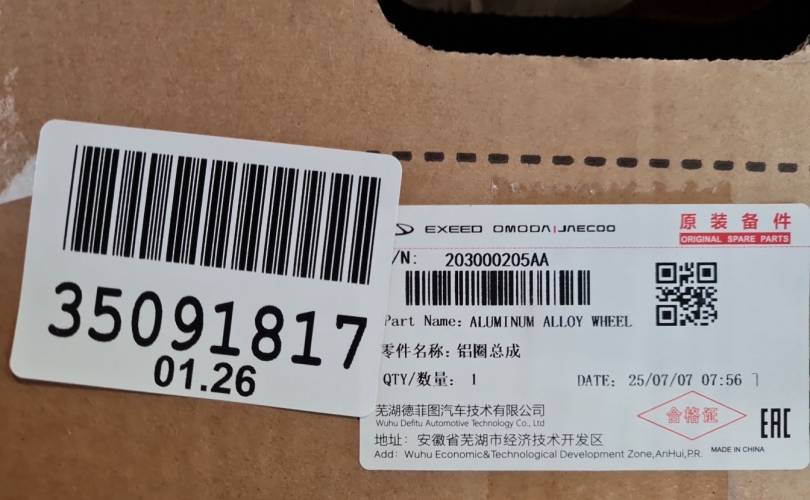 35091817
01.26
EXEED OMODA|JAECOO
原装备件
ORIGINAL SPARE PARTS
/N: 203000205AA
Part Name: ALUMINUM ALLOY WHEEL
零件名称: 铝圈总成
QTY/数量: 1 DATE: 25/07/07 07:56
芜湖德菲图汽车技术有限公司
Wuhu Defitu Automotive Technology Co., Ltd
地址: 安徽省芜湖市经济技术开发区
Add: Wuhu Economic&Technological Development Zone,AnHui,P.R.
合格证
EAC
MADE IN CHINA